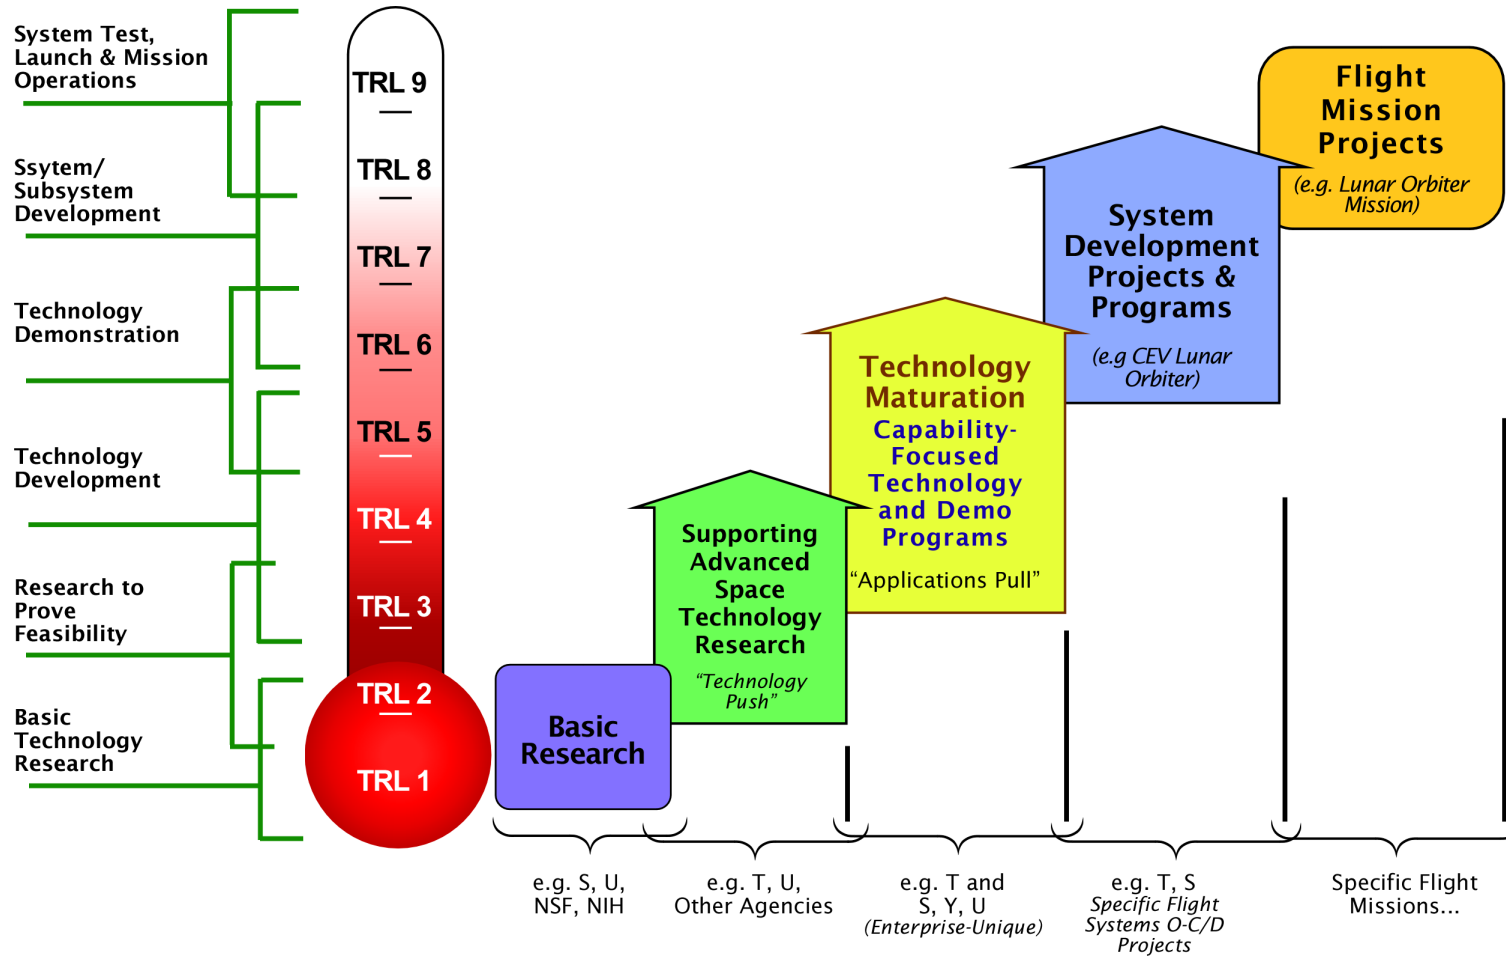 System Test,
Launch & Mission
Operations
Ssytem/
Subsystem
Development
Technology
Demonstration
Technology
Development
Research to
Prove
Feasibility
Basic
Technology
Research
TRL 9
TRL 8
TRL 7
TRL 6
TRL 5
TRL 4
TRL 3
TRL 2
TRL 1
Basic
Research
Supporting
Advanced
Space
Technology
Research
“Technology
Push”
Technology
Maturation
Capability-
Focused
Technology
and Demo
Programs
“Applications Pull”
System
Development
Projects &
Programs
(e.g CEV Lunar
Orbiter)
Flight
Mission
Projects
(e.g. Lunar Orbiter
Mission)
e.g. S, U,
NSF, NIH
e.g. T, U,
Other Agencies
e.g. T and
S, Y, U
(Enterprise-Unique)
e.g. T, S
Specific Flight
Systems O-C/D
Projects
Specific Flight
Missions...